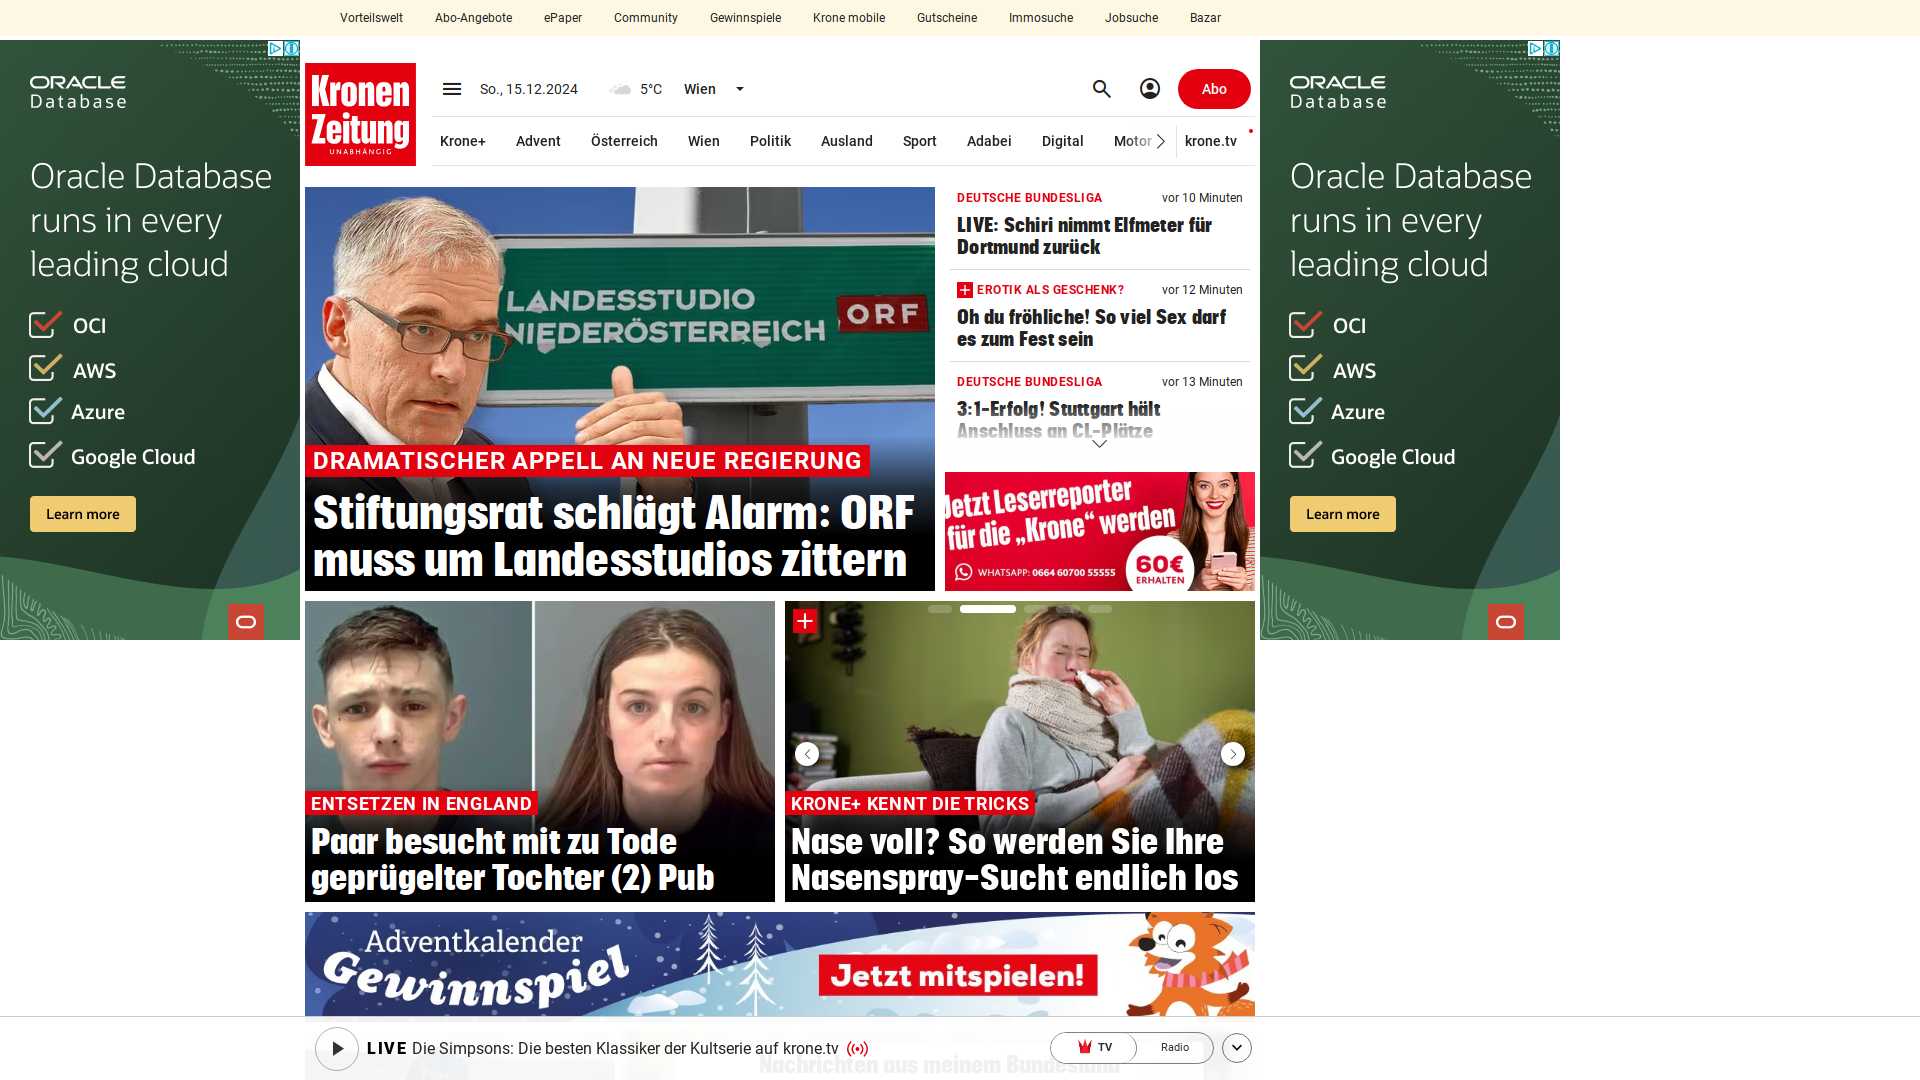 Vorteilswelt Abo-Angebote ePaper Community Gewinnspiele Krone mobile Gutscheine Immosuche Jobsuche Bazar
ORACLE
Database
Oracle Database
runs in every
leading cloud
OCI
AWS
Azure
Google Cloud
Learn more
Kronen
Zeitung
UNABHÄNGIG
So., 15.12.2024 5°C Wien
Abo
Krone+ Advent Österreich Wien Politik Ausland Sport Adabei Digital Motor krone.tv
LANDESSTUDIO
NIEDERÖSTERREICH
ORF
DRAMATISCHER APPELL AN NEUE REGIERUNG
Stiftungsrat schlägt Alarm: ORF
muss um Landesstudios zittern
DEUTSCHE BUNDESLIGA vor 10 Minuten
LIVE: Schiri nimmt Elfmeter für
Dortmund zurück
EROTIK ALS GESCHENK? vor 12 Minuten
Oh du fröhliche! So viel Sex darf
es zum Fest sein
DEUTSCHE BUNDESLIGA vor 13 Minuten
3:1-Erfolg! Stuttgart hält
Anschluss an CL-Plätze
Jetzt Leserreporter
für die „Krone“ werden
WHATSAPP: 0664 60700 55555
60€
ERHALTEN
ENTSETZEN IN ENGLAND
Paar besucht mit zu Tode
geprügelter Tochter (2) Pub
KRONE+ KENNT DIE TRICKS
Nase voll? So werden Sie Ihre
Nasenspray-Sucht endlich los
Adventkalender
Gewinnspiel
Jetzt mitspielen!
LIVE Die Simpsons: Die besten Klassiker der Kultserie auf krone.tv
TV Radio
Nachrichten aus meinem Bundesland
ORACLE
Database
Oracle Database
runs in every
leading cloud
OCI
AWS
Azure
Google Cloud
Learn more